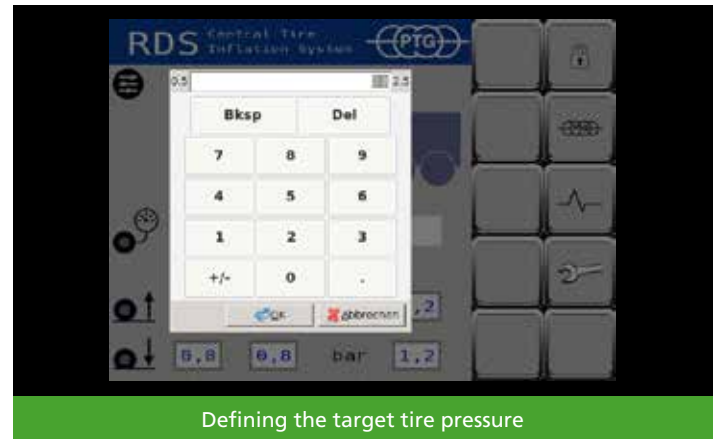 RDS Central Tire
Inflation System
PTG
0.5 2.5
Bksp Del
7 8 9
4 5 6
1 2 3
+/- 0 .
OK Abbrechen ,2
0,8 0,8 bar 1,2
Defining the target tire pressure